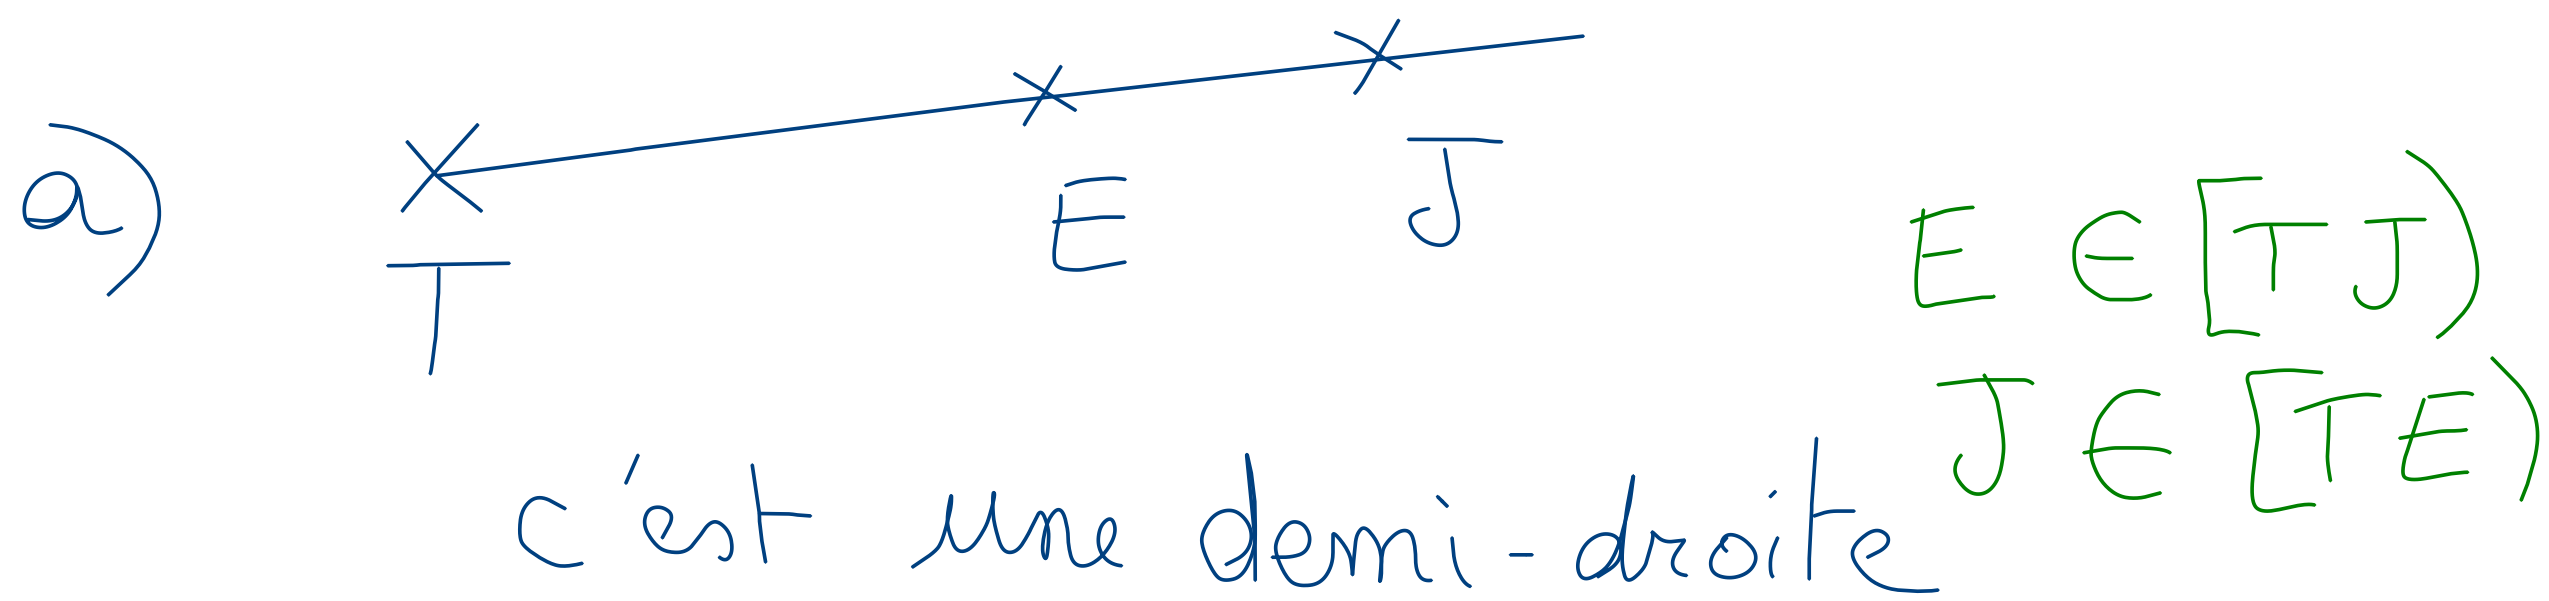 a)
T E J
E ∈ [TJ)
J ∈ [TE)
c'est une demi-droite